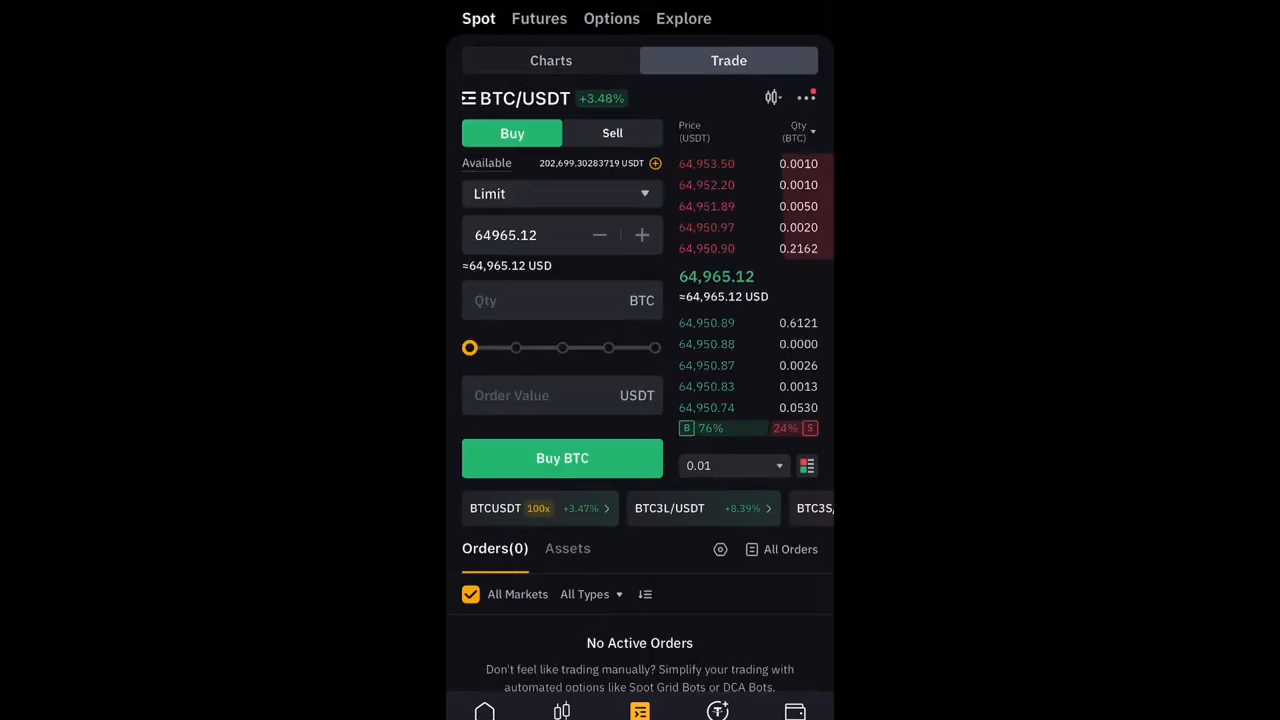 Spot Futures Options Explore
Charts Trade
BTC/USDT +3.48%
Buy Sell
Available 202,699.30283719 USDT
Limit
64965.12
≈64,965.12 USD
Qty BTC
Order Value USDT
Buy BTC
Price Qty
(USDT) (BTC)
64,953.50 0.0010
64,952.20 0.0010
64,951.89 0.0050
64,950.97 0.0020
64,950.90 0.2162
64,965.12
≈64,965.12 USD
64,950.89 0.6121
64,950.88 0.0000
64,950.87 0.0026
64,950.83 0.0013
64,950.74 0.0530
B 76% 24% S
0.01
BTCUSDT 100x +3.47% BTC3L/USDT +8.39% BTC3S/
Orders(0) Assets All Orders
All Markets All Types
No Active Orders
Don't feel like trading manually? Simplify your trading with
automated options like Spot Grid Bots or DCA Bots.